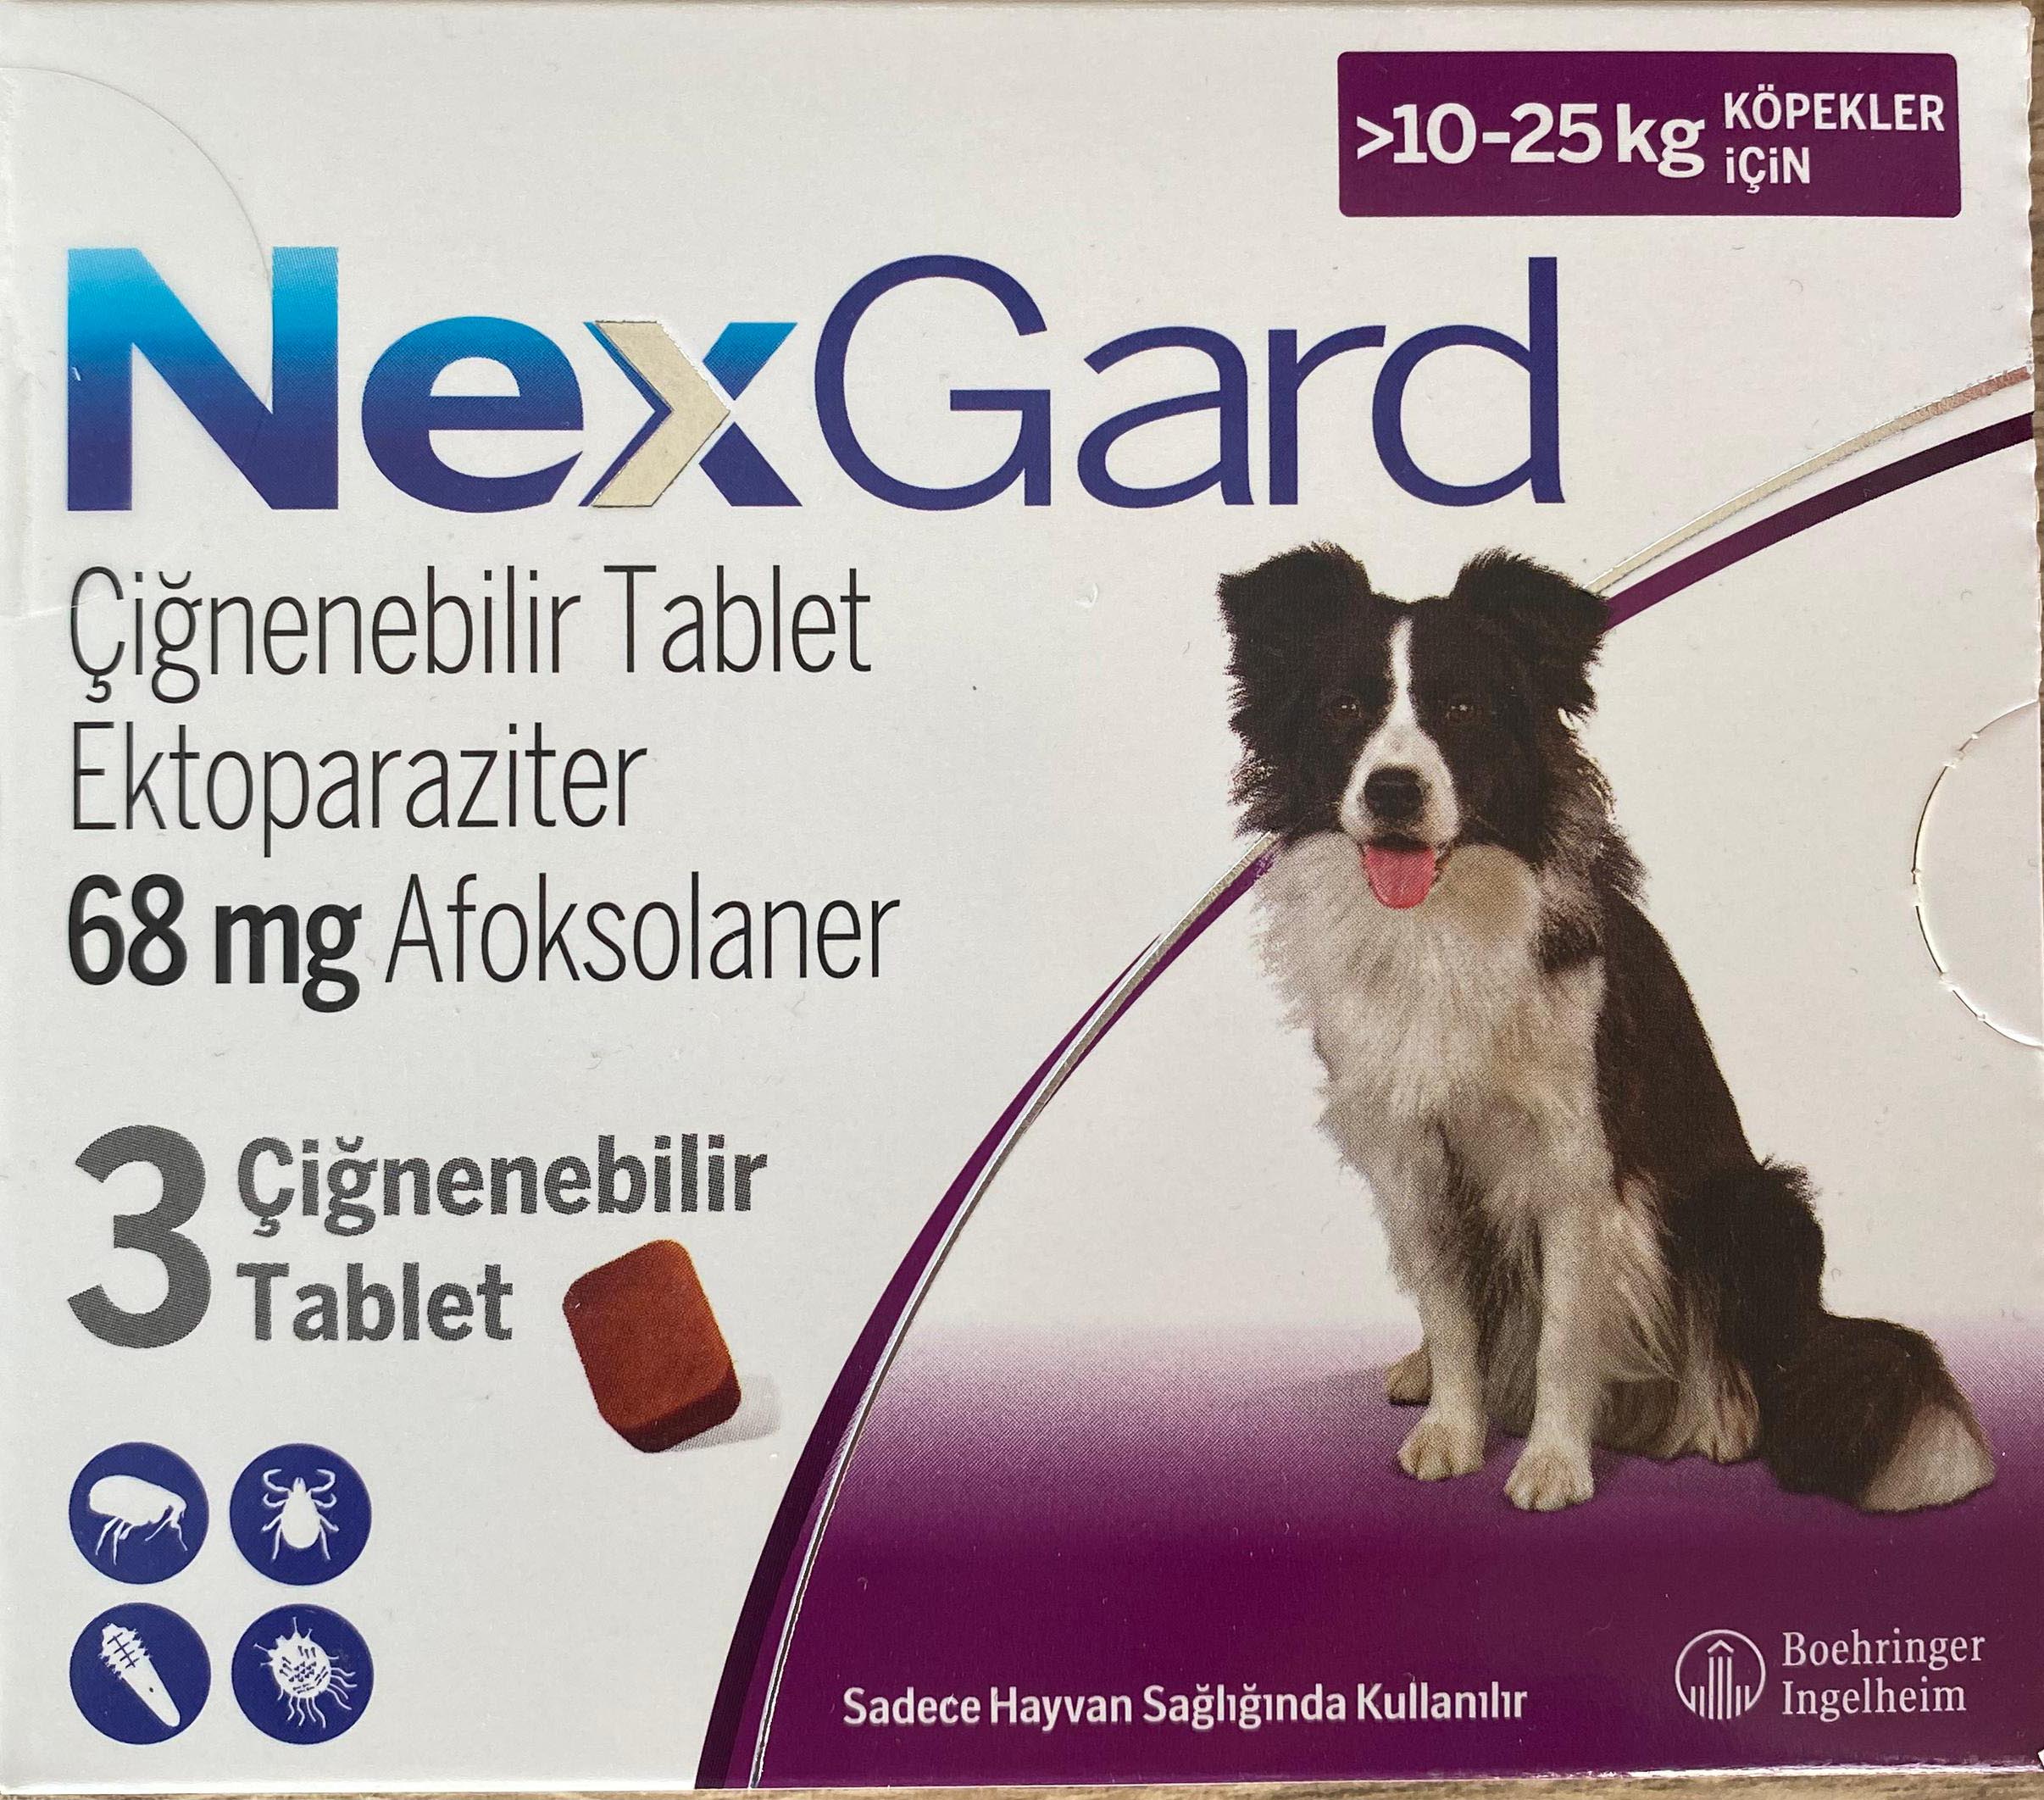 >10-25 kg KÖPEKLER
İÇİN
NexGard
Çiğnenebilir Tablet
Ektoparaziter
68 mg Afoksolaner
3 Çiğnenebilir
Tablet
Sadece Hayvan Sağlığında Kullanılır
Boehringer
Ingelheim